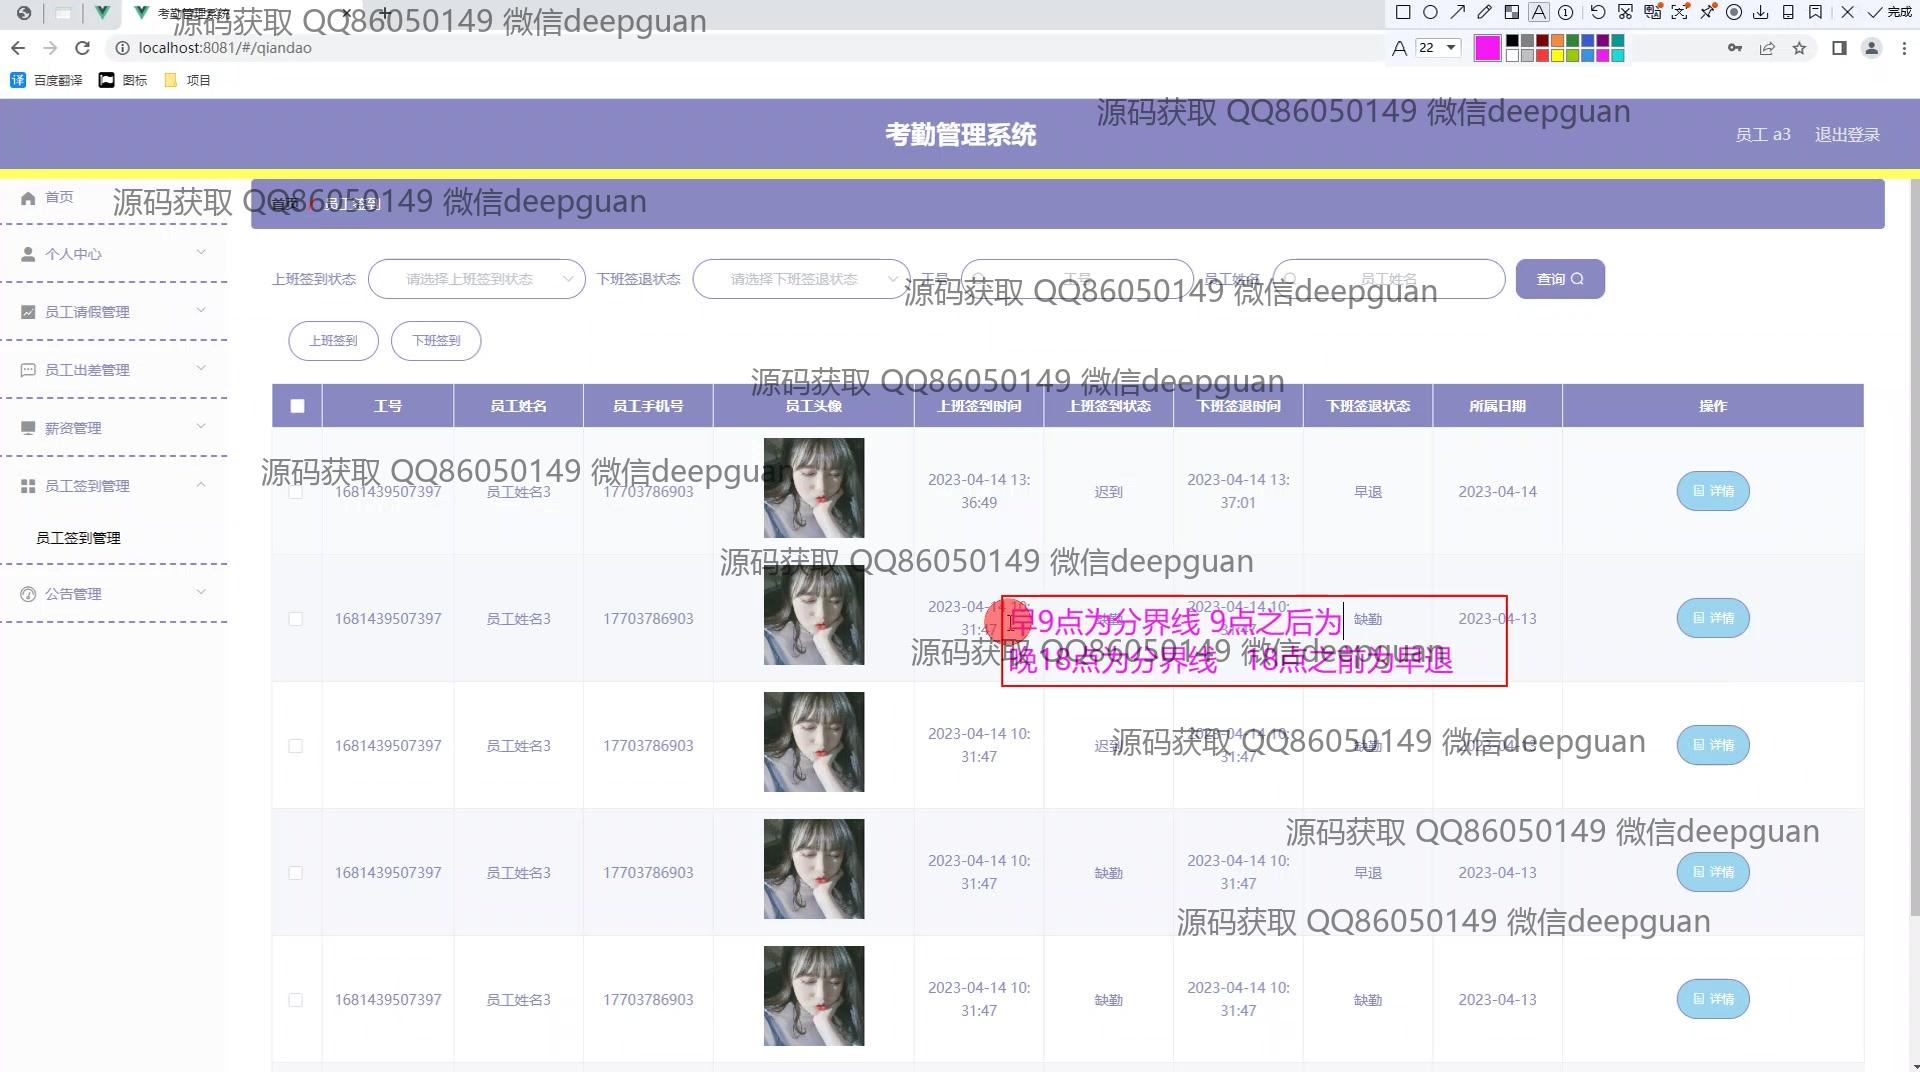 考勤管理系统
完成
localhost:8081/#/qiandao
22
百度翻译 图标 项目
源码获取 QQ86050149 微信deepguan
考勤管理系统
源码获取 QQ86050149 微信deepguan
员工 a3 退出登录
首页
源码获取 QQ86050149 微信deepguan
首页 / 员工签到
个人中心
员工请假管理
员工出差管理
薪资管理
员工签到管理
员工签到管理
公告管理
上班签到状态 请选择上班签到状态 下班签退状态 请选择下班签退状态 工号 工号 员工姓名 员工姓名 查询
源码获取 QQ86050149 微信deepguan
上班签到 下班签到
源码获取 QQ86050149 微信deepguan
工号 员工姓名 员工手机号 员工头像 上班签到时间 上班签到状态 下班签退时间 下班签退状态 所属日期 操作
源码获取 QQ86050149 微信deepguan
1681439507397 员工姓名3 17703786903 2023-04-14 13:36:49 迟到 2023-04-14 13:37:01 早退 2023-04-14 详情
源码获取 QQ86050149 微信deepguan
1681439507397 员工姓名3 17703786903 2023-04-14 10:31:47 缺勤 2023-04-14 10:31:47 缺勤 2023-04-13 详情
早9点为分界线 9点之后为
晚18点为分界线 18点之前为早退
源码获取 QQ86050149 微信deepguan
1681439507397 员工姓名3 17703786903 2023-04-14 10:31:47 迟到 2023-04-14 10:31:47 缺勤 2023-04-13 详情
源码获取 QQ86050149 微信deepguan
源码获取 QQ86050149 微信deepguan
1681439507397 员工姓名3 17703786903 2023-04-14 10:31:47 缺勤 2023-04-14 10:31:47 早退 2023-04-13 详情
源码获取 QQ86050149 微信deepguan
1681439507397 员工姓名3 17703786903 2023-04-14 10:31:47 缺勤 2023-04-14 10:31:47 缺勤 2023-04-13 详情